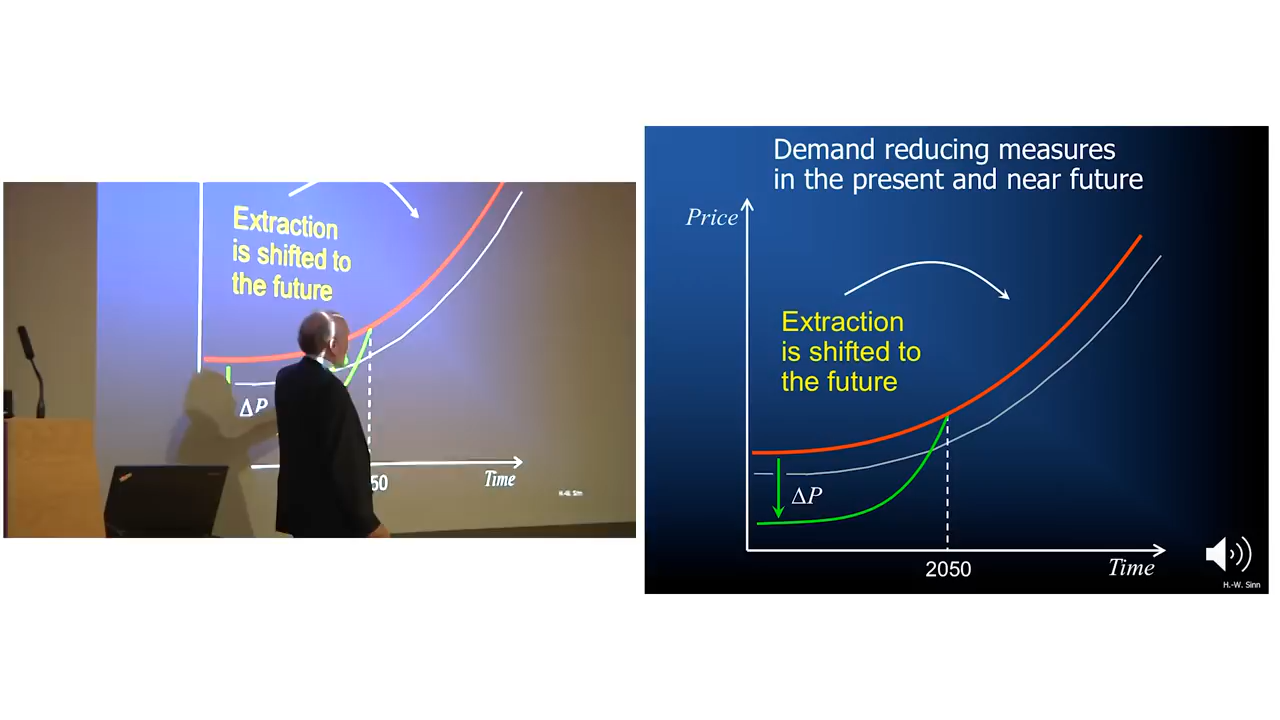 Extraction
is shifted to
the future
ΔP
50
Time
H.-W. Sinn
Demand reducing measures
in the present and near future
Price
Extraction
is shifted to
the future
ΔP
2050
Time
H.-W. Sinn